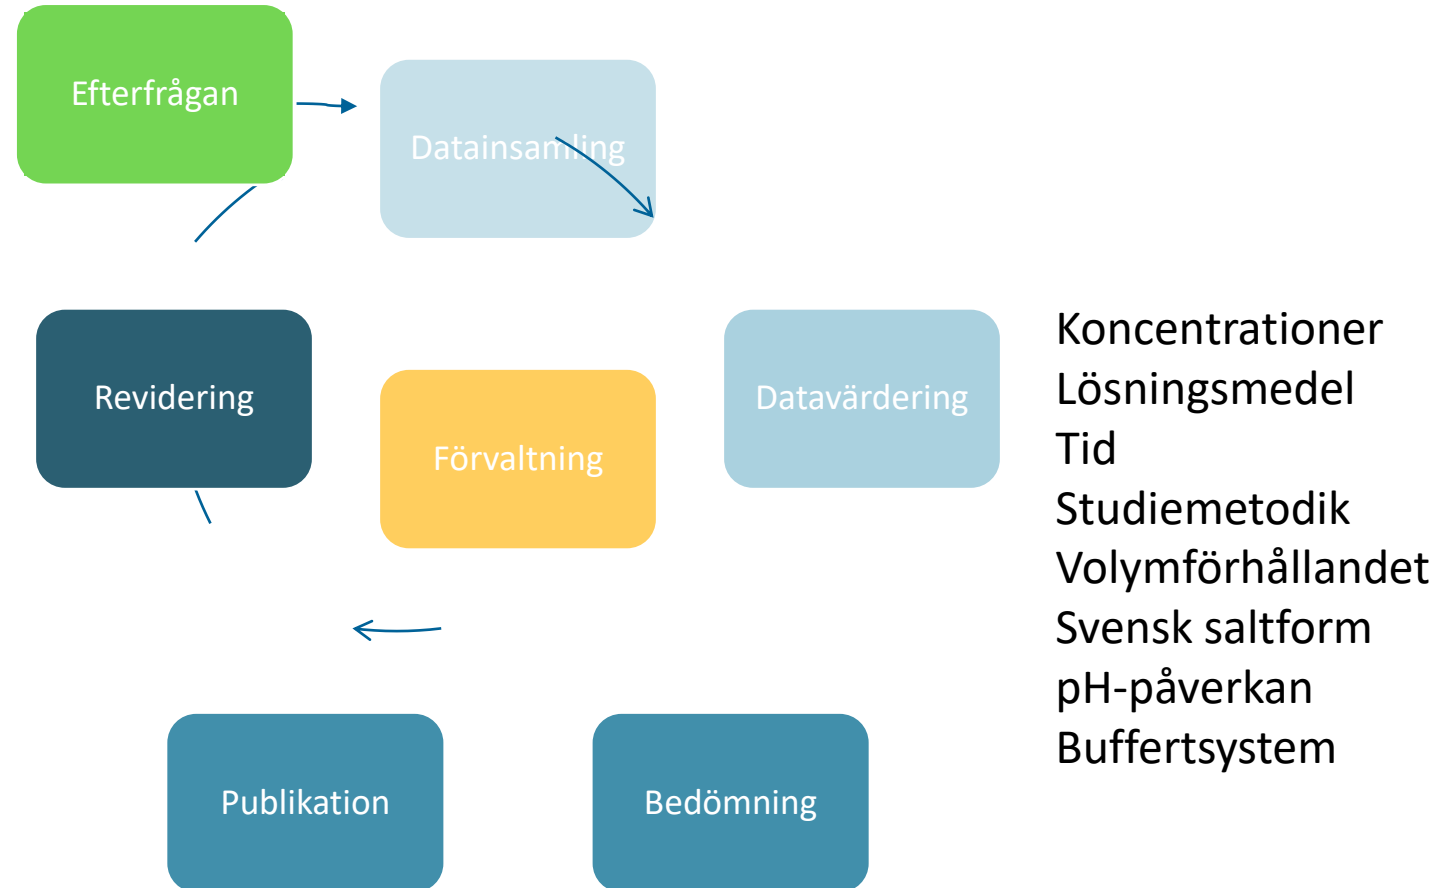 Efterfrågan
Datainsamling
Revidering
Förvaltning
Datavärdering
Publikation
Bedömning
Koncentrationer
Lösningsmedel
Tid
Studiemetodik
Volymförhållandet
Svensk saltform
pH-påverkan
Buffertsystem